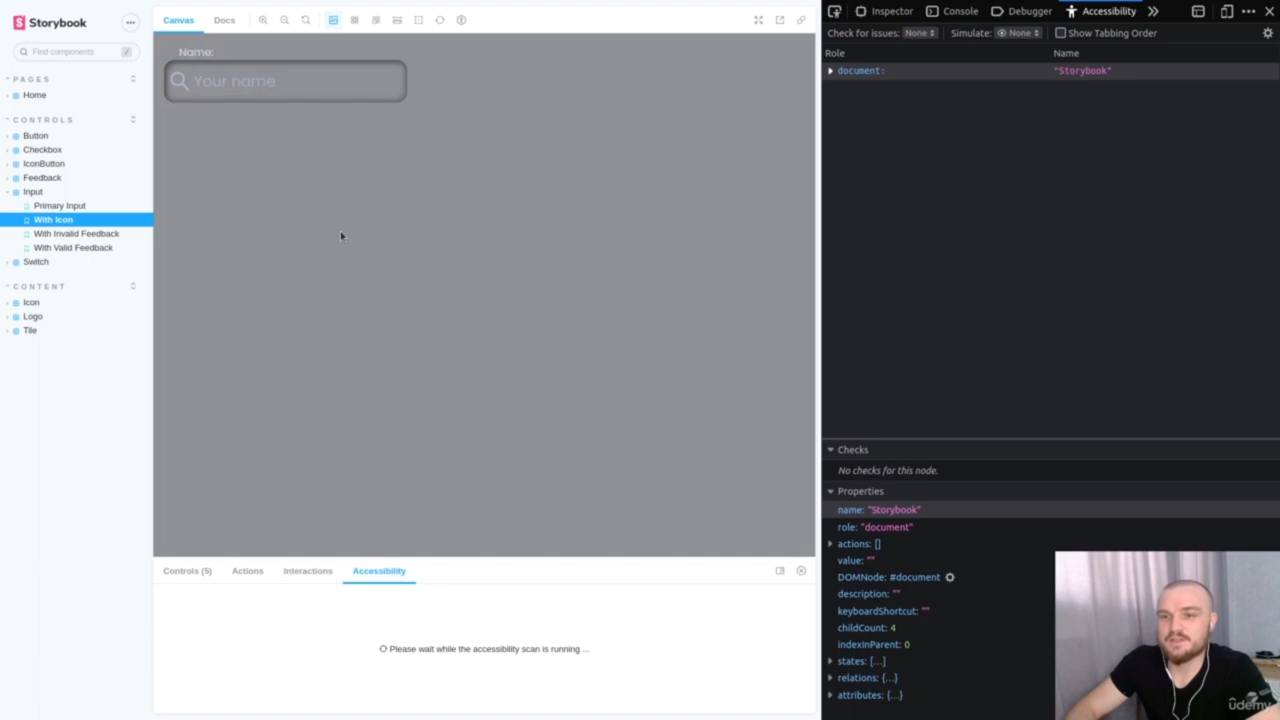 Storybook
Find components
/
PAGES
Home
CONTROLS
Button
Checkbox
IconButton
Feedback
Input
Primary Input
With Icon
With Invalid Feedback
With Valid Feedback
Switch
CONTENT
Icon
Logo
Tile
Canvas
Docs
Name:
Your name
Controls (5)
Actions
Interactions
Accessibility
Please wait while the accessibility scan is running ...
Inspector
Console
Debugger
Accessibility
Check for issues: None
Simulate: None
Show Tabbing Order
Role
Name
document:
"Storybook"
Checks
No checks for this node.
Properties
name: "Storybook"
role: "document"
actions: []
value: ""
DOMNode: #document
description: ""
keyboardShortcut: ""
childCount: 4
indexInParent: 0
states: [...]
relations: {...}
attributes: {...}
ûdemy